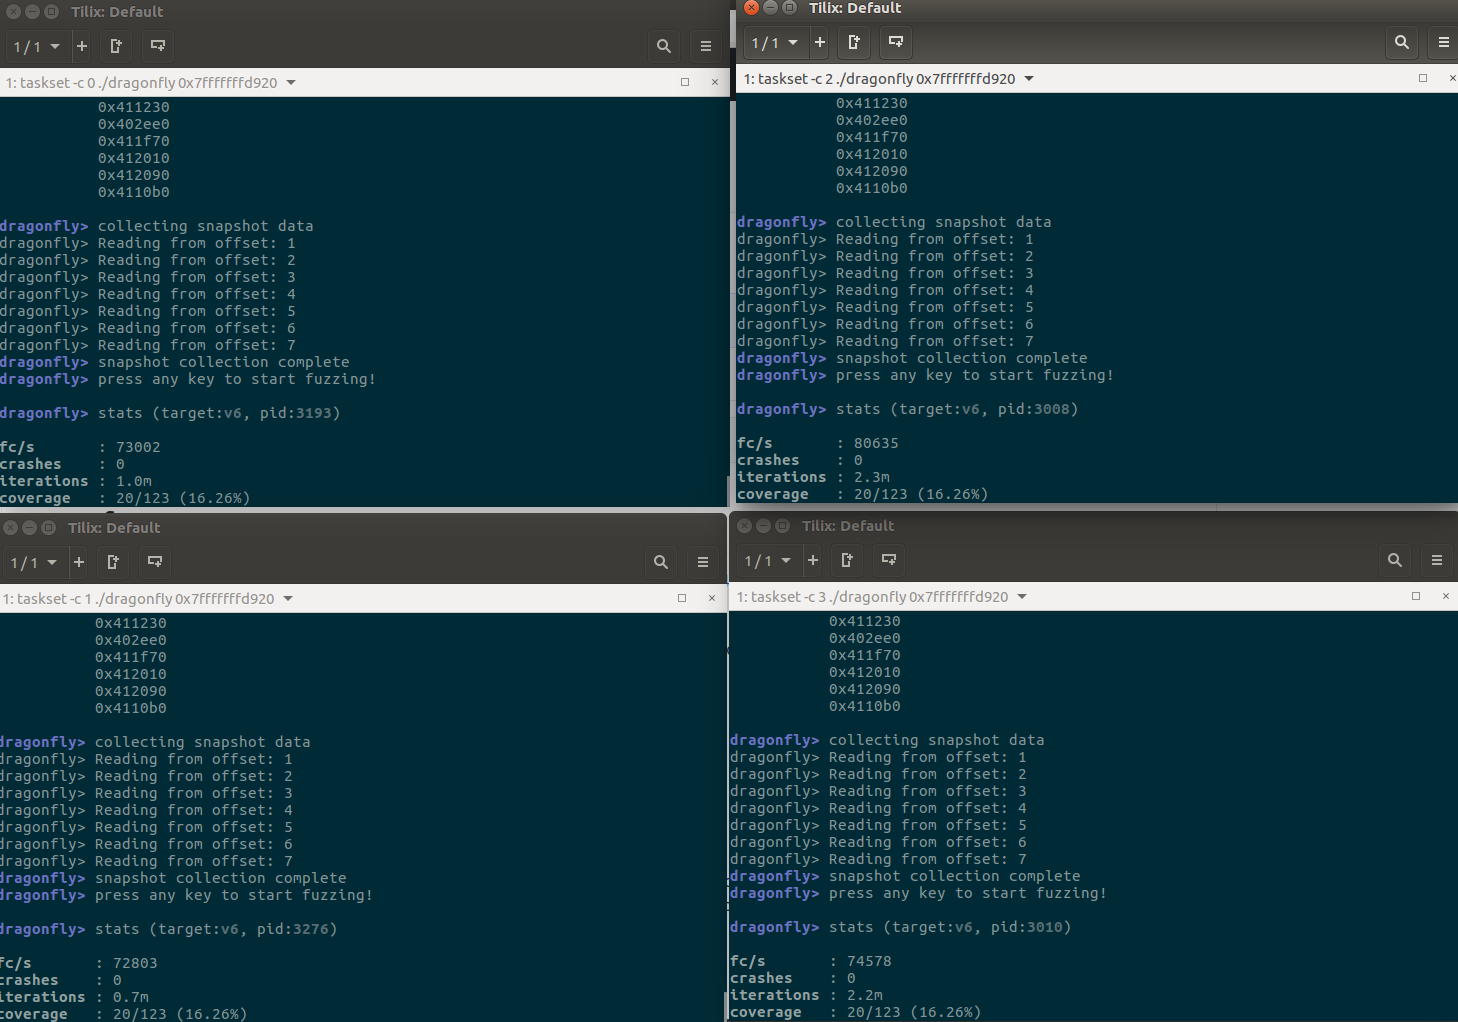 Tilix: Default
1 / 1
1: taskset -c 0 ./dragonfly 0x7fffffffd920
0x411230
0x402ee0
0x411f70
0x412010
0x412090
0x4110b0
dragonfly> collecting snapshot data
dragonfly> Reading from offset: 1
dragonfly> Reading from offset: 2
dragonfly> Reading from offset: 3
dragonfly> Reading from offset: 4
dragonfly> Reading from offset: 5
dragonfly> Reading from offset: 6
dragonfly> Reading from offset: 7
dragonfly> snapshot collection complete
dragonfly> press any key to start fuzzing!
dragonfly> stats (target:v6, pid:3193)
fc/s : 73002
crashes : 0
iterations : 1.0m
coverage : 20/123 (16.26%)
Tilix: Default
1 / 1
1: taskset -c 2 ./dragonfly 0x7fffffffd920
0x411230
0x402ee0
0x411f70
0x412010
0x412090
0x4110b0
dragonfly> collecting snapshot data
dragonfly> Reading from offset: 1
dragonfly> Reading from offset: 2
dragonfly> Reading from offset: 3
dragonfly> Reading from offset: 4
dragonfly> Reading from offset: 5
dragonfly> Reading from offset: 6
dragonfly> Reading from offset: 7
dragonfly> snapshot collection complete
dragonfly> press any key to start fuzzing!
dragonfly> stats (target:v6, pid:3008)
fc/s : 80635
crashes : 0
iterations : 2.3m
coverage : 20/123 (16.26%)
Tilix: Default
1 / 1
1: taskset -c 1 ./dragonfly 0x7fffffffd920
0x411230
0x402ee0
0x411f70
0x412010
0x412090
0x4110b0
dragonfly> collecting snapshot data
dragonfly> Reading from offset: 1
dragonfly> Reading from offset: 2
dragonfly> Reading from offset: 3
dragonfly> Reading from offset: 4
dragonfly> Reading from offset: 5
dragonfly> Reading from offset: 6
dragonfly> Reading from offset: 7
dragonfly> snapshot collection complete
dragonfly> press any key to start fuzzing!
dragonfly> stats (target:v6, pid:3276)
fc/s : 72803
crashes : 0
iterations : 0.7m
coverage : 20/123 (16.26%)
Tilix: Default
1 / 1
1: taskset -c 3 ./dragonfly 0x7fffffffd920
0x411230
0x402ee0
0x411f70
0x412010
0x412090
0x4110b0
dragonfly> collecting snapshot data
dragonfly> Reading from offset: 1
dragonfly> Reading from offset: 2
dragonfly> Reading from offset: 3
dragonfly> Reading from offset: 4
dragonfly> Reading from offset: 5
dragonfly> Reading from offset: 6
dragonfly> Reading from offset: 7
dragonfly> snapshot collection complete
dragonfly> press any key to start fuzzing!
dragonfly> stats (target:v6, pid:3010)
fc/s : 74578
crashes : 0
iterations : 2.2m
coverage : 20/123 (16.26%)